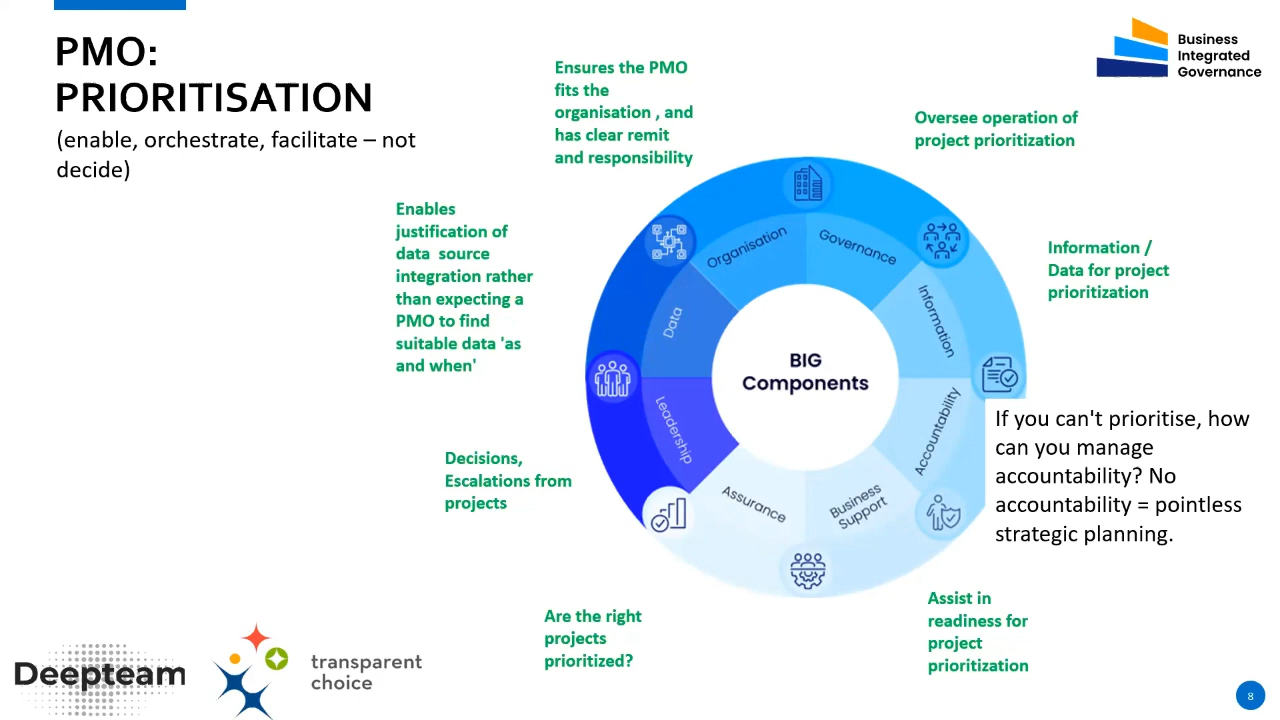 PMO:
PRIORITISATION
(enable, orchestrate, facilitate – not
decide)
Business
Integrated
Governance
Ensures the PMO
fits the
organisation , and
has clear remit
and responsibility
Oversee operation of
project prioritization
Enables
justification of
data source
integration rather
than expecting a
PMO to find
suitable data 'as
and when'
Information /
Data for project
prioritization
Organisation
Governance
Data
Information
BIG
Components
Leadership
Accountability
Assurance
Business
Support
If you can't prioritise, how
can you manage
accountability? No
accountability = pointless
strategic planning.
Decisions,
Escalations from
projects
Are the right
projects
prioritized?
Assist in
readiness for
project
prioritization
Deepteam
transparent
choice
8